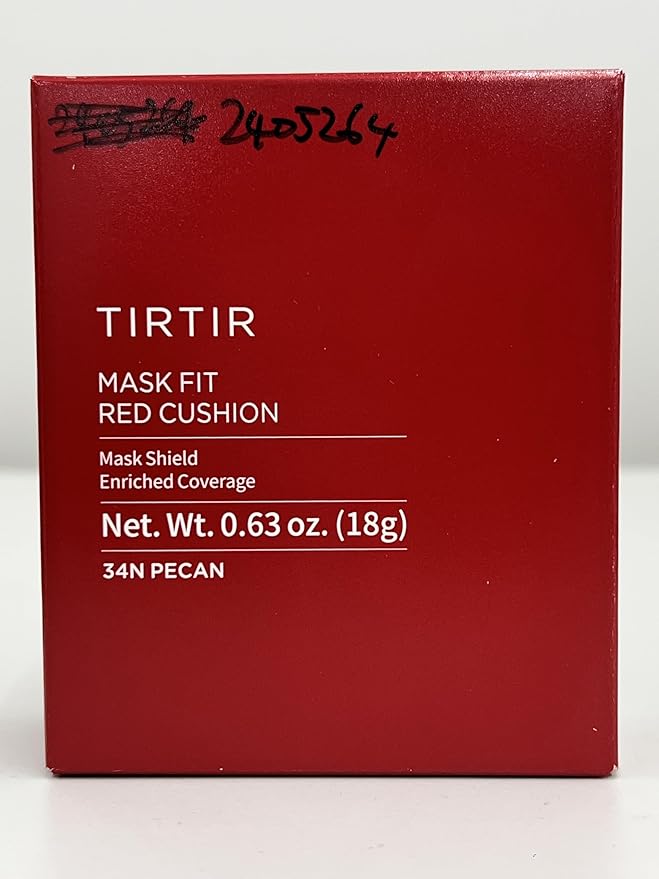 2405264
TIRTIR
MASK FIT
RED CUSHION
Mask Shield
Enriched Coverage
Net. Wt. 0.63 oz. (18g)
34N PECAN